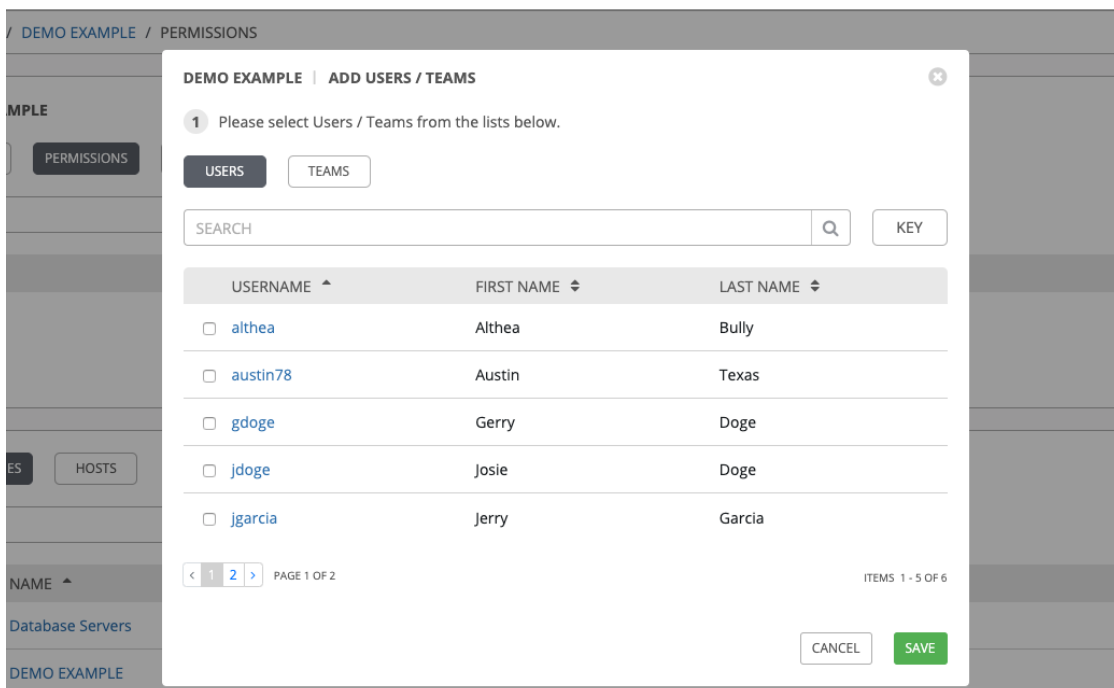 / DEMO EXAMPLE / PERMISSIONS
DEMO EXAMPLE | ADD USERS / TEAMS
MPLE
1 Please select Users / Teams from the lists below.
PERMISSIONS
USERS TEAMS
SEARCH KEY
USERNAME FIRST NAME LAST NAME
althea Althea Bully
austin78 Austin Texas
gdoge Gerry Doge
ES HOSTS
jdoge Josie Doge
jgarcia Jerry Garcia
< 1 2 > PAGE 1 OF 2 ITEMS 1 - 5 OF 6
NAME
Database Servers
CANCEL SAVE
DEMO EXAMPLE